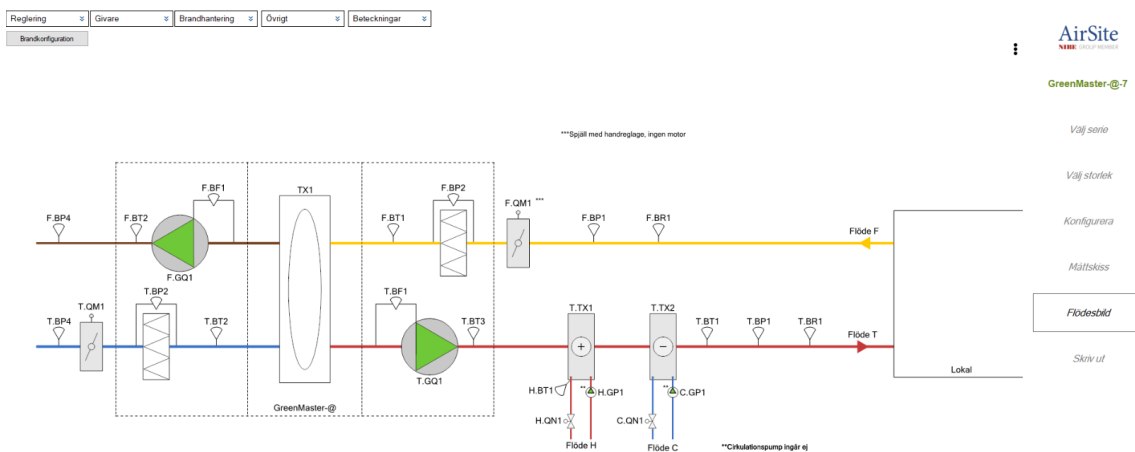 Reglering
Givare
Brandhantering
Övrigt
Beteckningar
Brandkonfiguration
AirSite
NIBE GROUP MEMBER
GreenMaster-@-7
Välj serie
Välj storlek
Konfigurera
Måttskiss
Flödesbild
Skriv ut
***Spjäll med handreglage, ingen motor
F.BP4
F.BT2
F.BF1
F.GQ1
TX1
F.BT1
F.BP2
F.QM1 ***
F.BP1
F.BR1
Flöde F
T.BP4
T.QM1
T.BP2
T.BT2
T.BF1
T.GQ1
T.BT3
T.TX1
T.TX2
T.BT1
T.BP1
T.BR1
Flöde T
Lokal
GreenMaster-@
H.BT1
** H.GP1
H.QN1
Flöde H
** C.GP1
C.QN1
Flöde C
**Cirkulationspump ingår ej